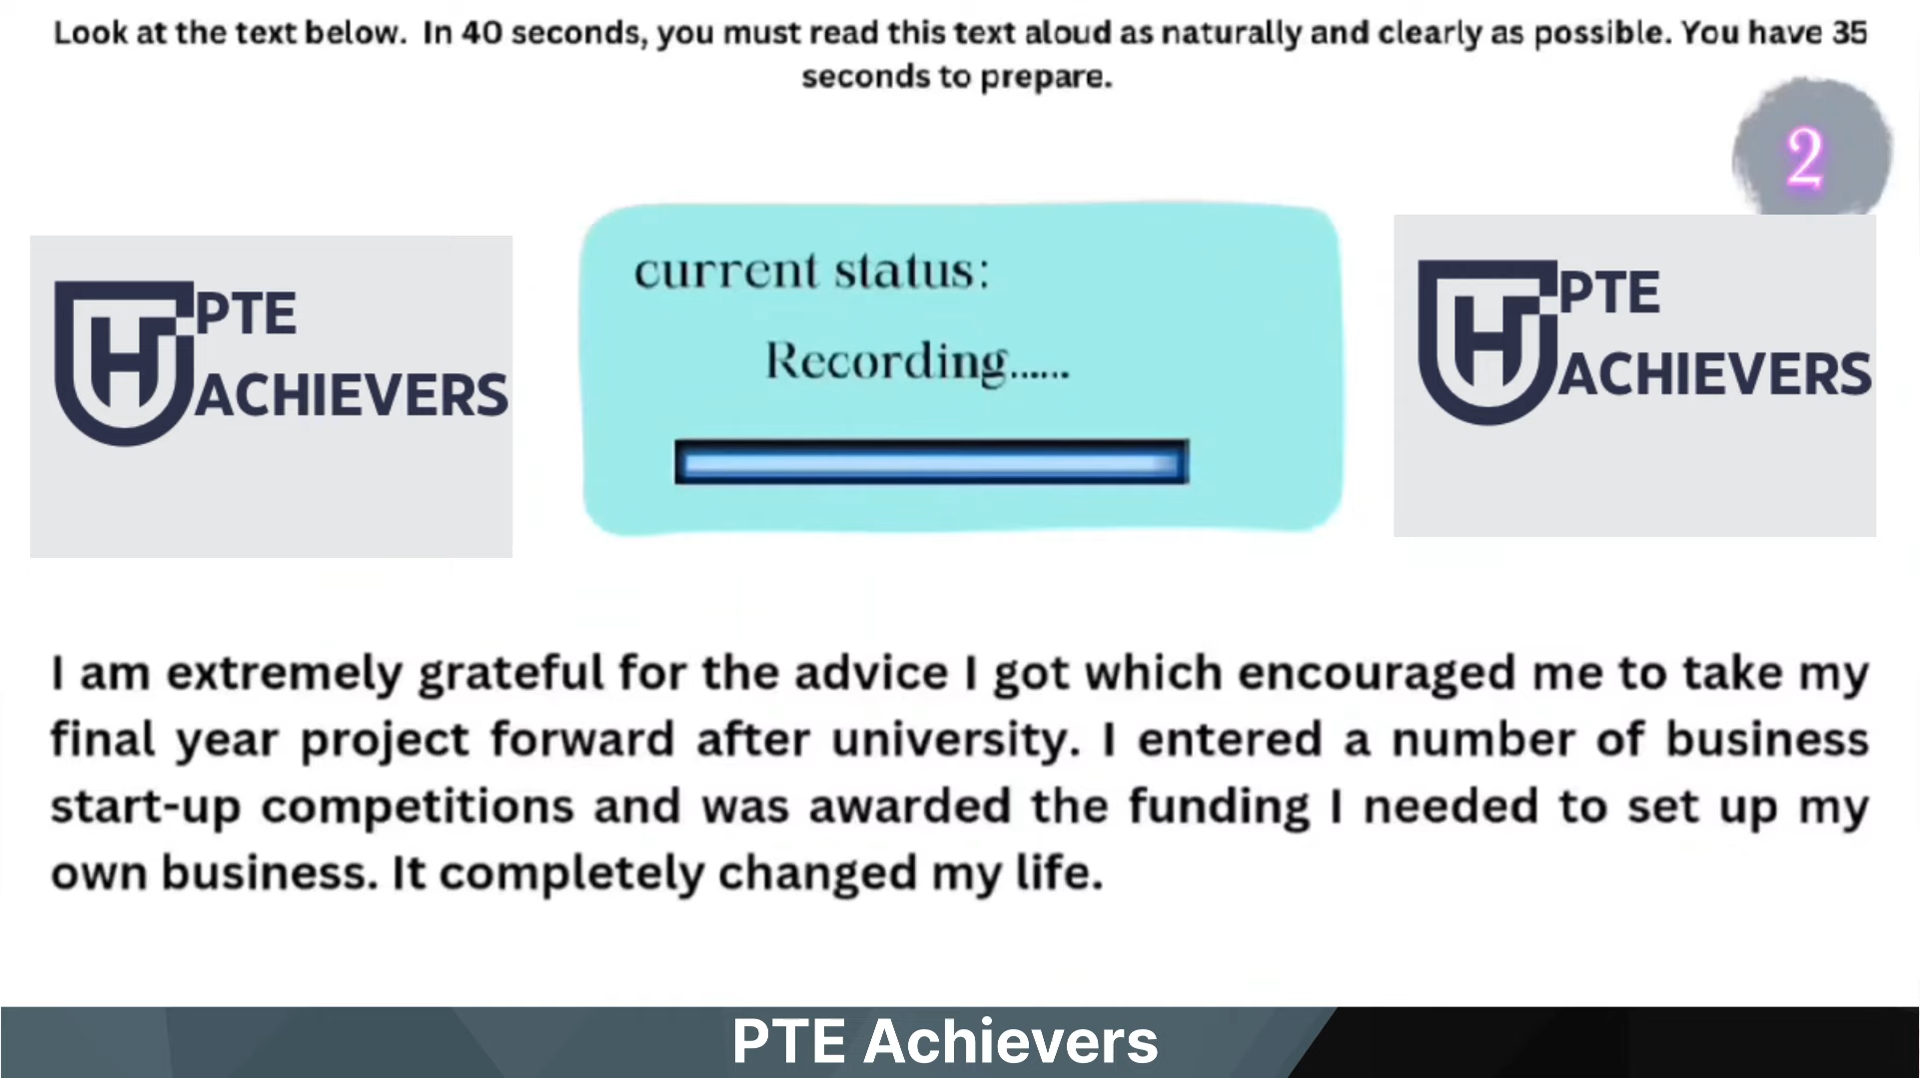 Look at the text below. In 40 seconds, you must read this text aloud as naturally and clearly as possible. You have 35
seconds to prepare.
2
PTE
ACHIEVERS
current status:
Recording......
PTE
ACHIEVERS
I am extremely grateful for the advice I got which encouraged me to take my
final year project forward after university. I entered a number of business
start-up competitions and was awarded the funding I needed to set up my
own business. It completely changed my life.
PTE Achievers